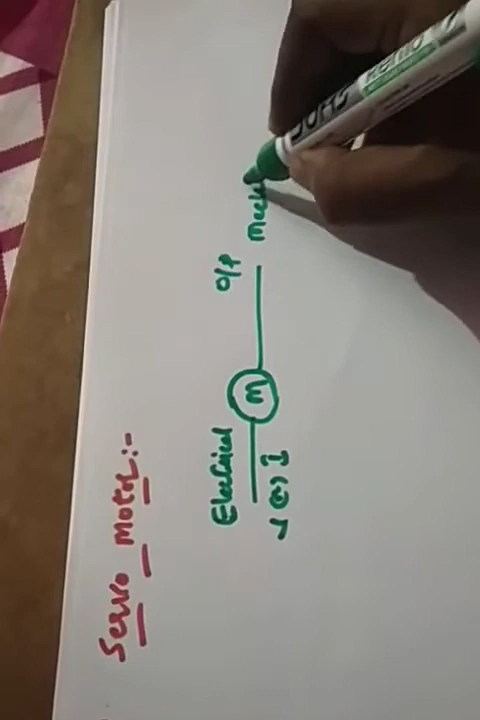 Servo Motor:-
Electrical
V (or) I
M
O/P
Mech